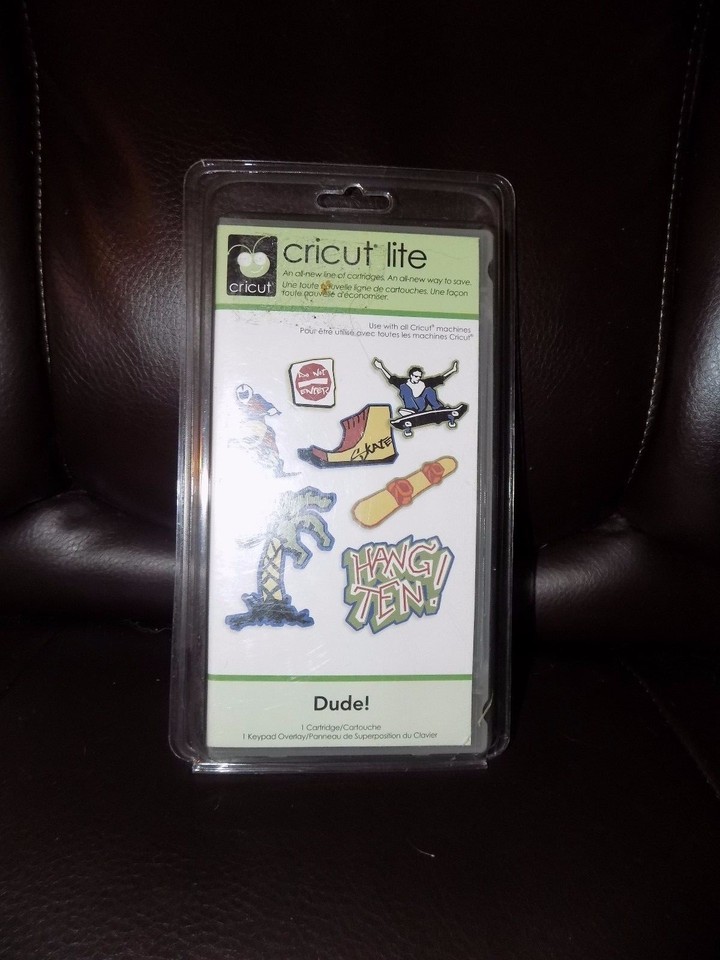 cricut® lite
cricut
An all-new line of cartridges. An all-new way to save.
Une toute nouvelle ligne de cartouches. Une façon
toute nouvelle d'économiser.
Use with all Cricut® machines
Pour être utilisé avec toutes les machines Cricut®
DO NOT
ENTER
SKATE
HANG
TEN!
Dude!
1 Cartridge/Cartouche
1 Keypad Overlay/Panneau de Superposition du Clavier